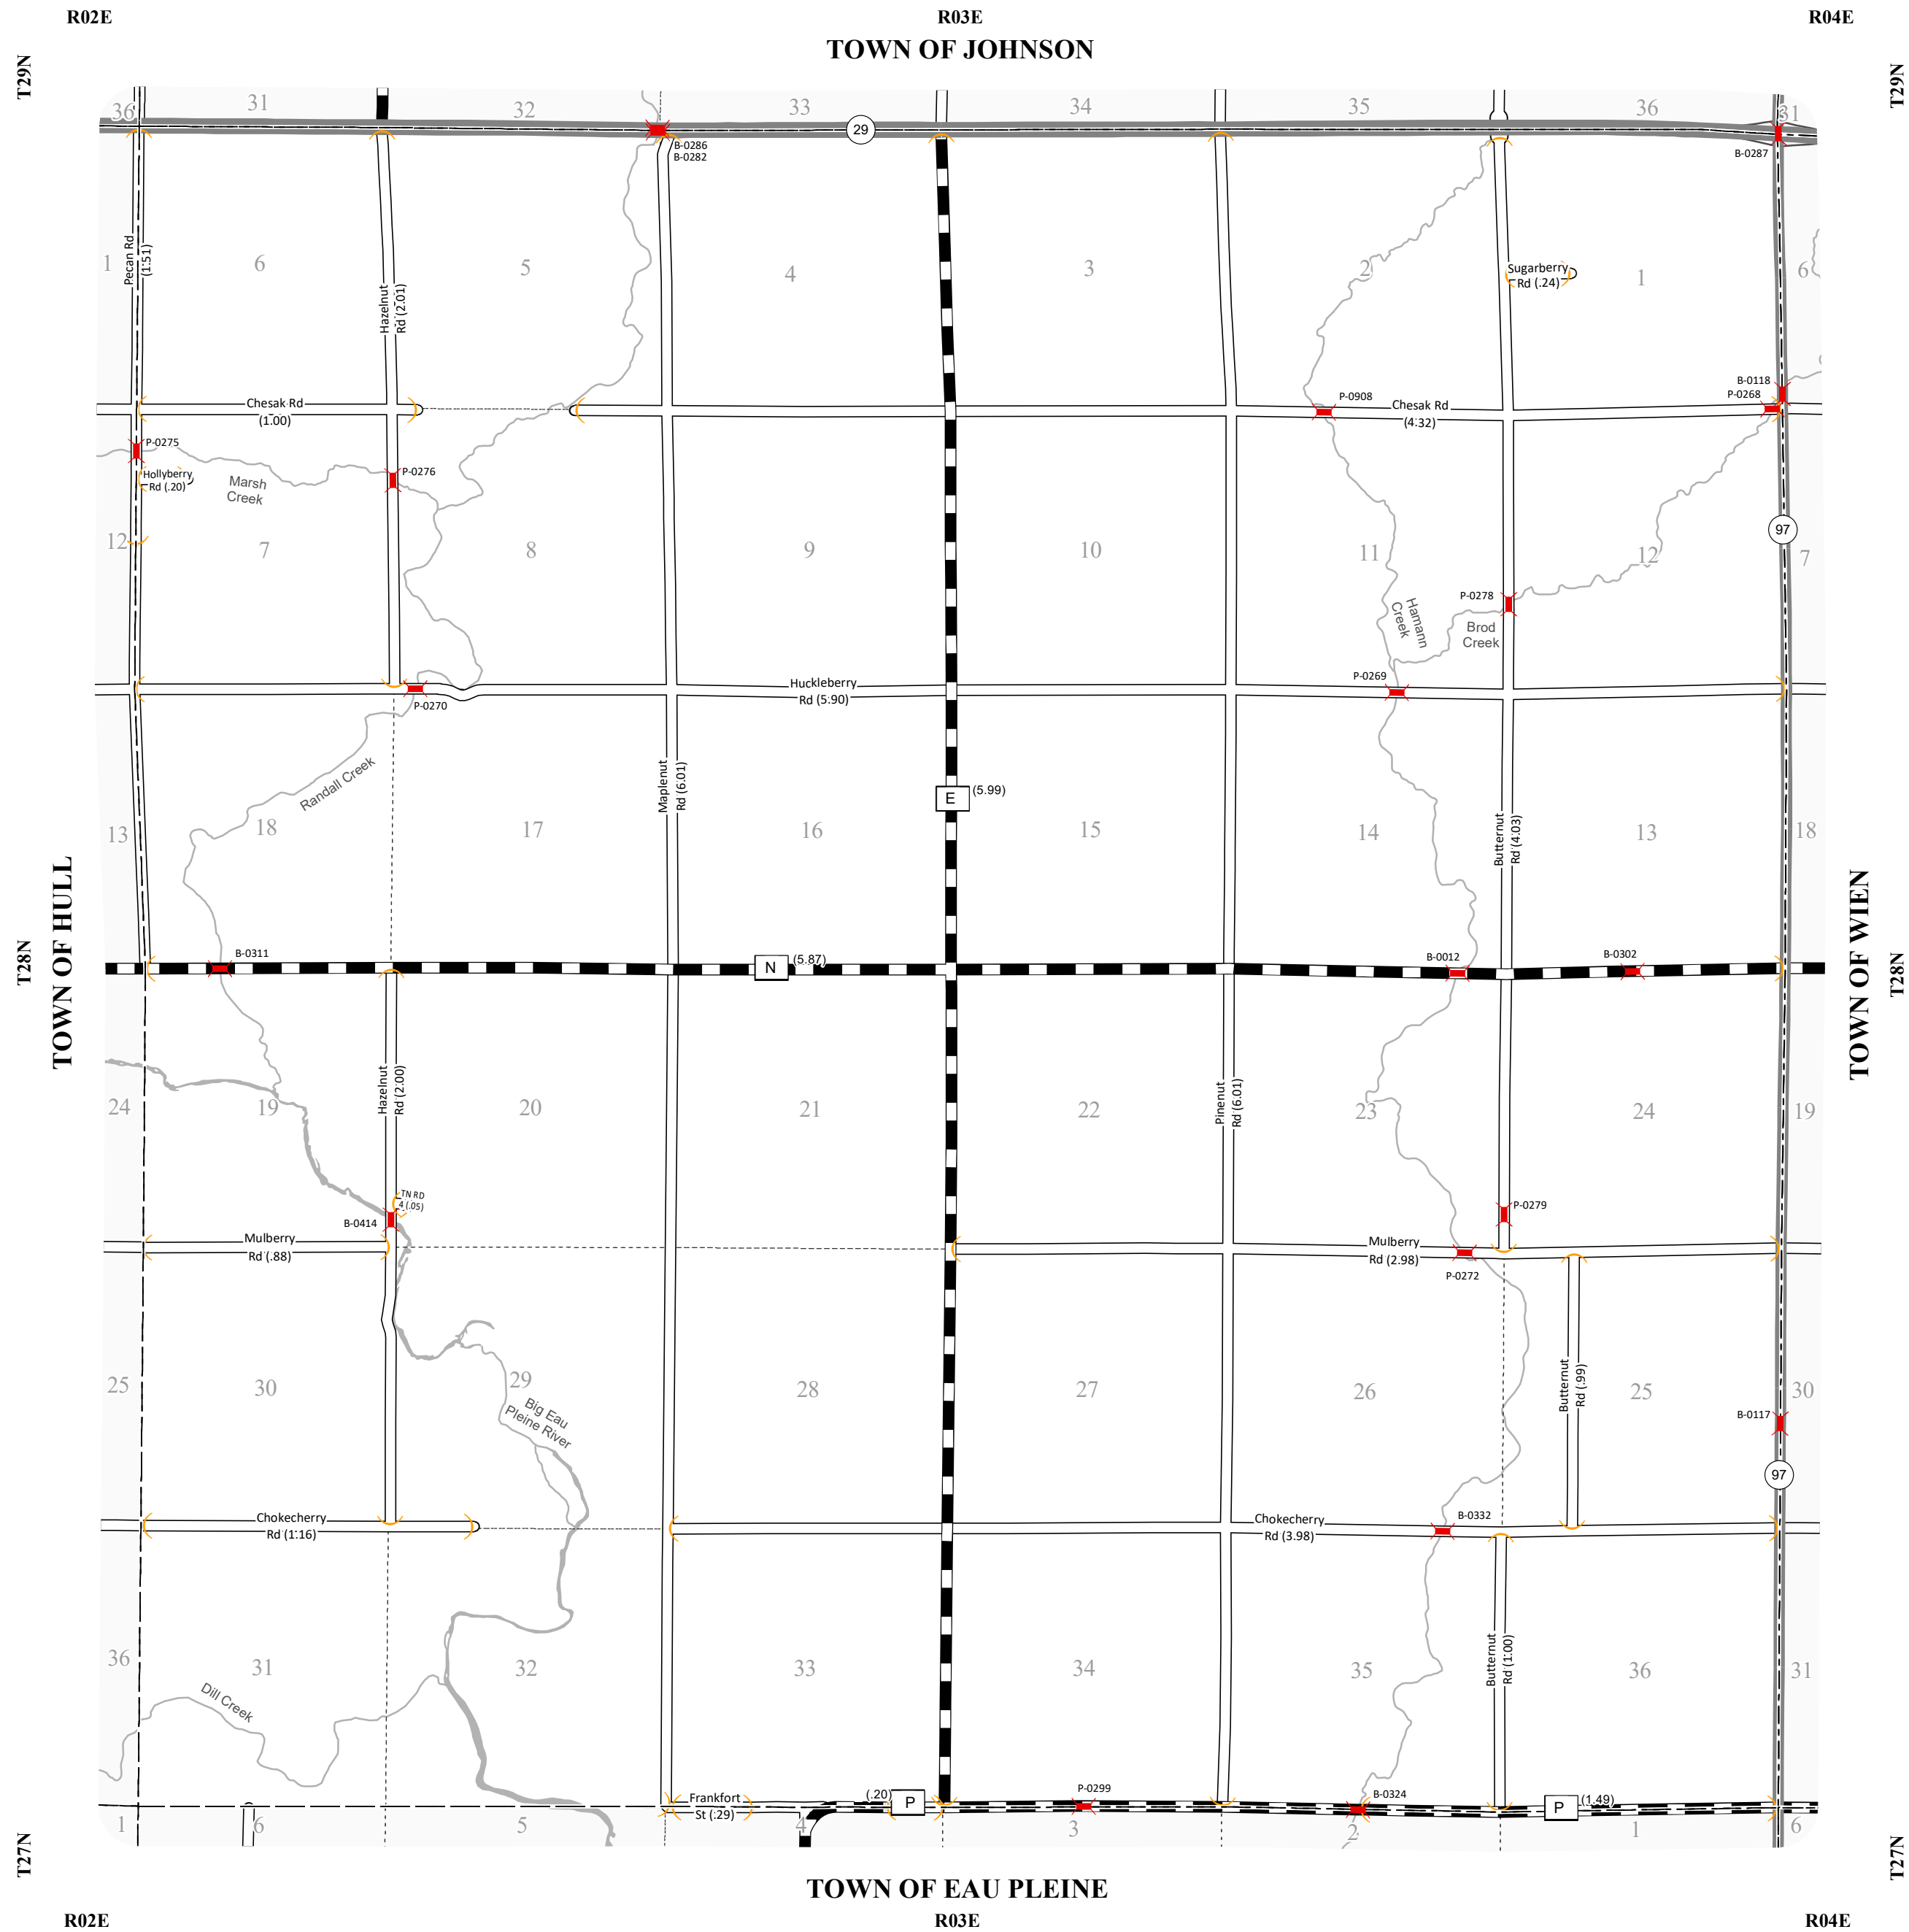 R02E
R03E
R04E
TOWN OF JOHNSON
T29N
T29N
36
31
32
33
34
35
36
31
29
B-0286
B-0282
B-0287
Pecan Rd
(1.51)
1
6
5
4
3
2
1
6
Hazelnut
Rd (2.01)
Sugarberry
Rd (.24)
B-0118
P-0268
Chesak Rd
(1.00)
P-0908
Chesak Rd
(4.32)
P-0275
Hollyberry
Rd (.20)
Marsh
Creek
P-0276
97
12
7
8
9
10
11
12
7
Hamann
Creek
P-0278
Brod
Creek
P-0269
Huckleberry
Rd (5.90)
P-0270
Randall Creek
Maplenut
Rd (6.01)
E
(5.99)
Butternut
Rd (4.03)
13
18
17
16
15
14
13
18
TOWN OF HULL
TOWN OF WIEN
T28N
T28N
B-0311
N
(5.87)
B-0012
B-0302
Hazelnut
Rd (2.00)
Pinenut
Rd (6.01)
24
19
20
21
22
23
24
19
TN RD
4 (.05)
B-0414
P-0279
Mulberry
Rd (.88)
Mulberry
Rd (2.98)
P-0272
25
30
29
28
27
26
25
30
Butternut
Rd (.99)
Big Eau
Pleine River
B-0117
97
Chokecherry
Rd (1.16)
Chokecherry
Rd (3.98)
B-0332
36
31
32
33
34
35
36
31
Butternut
Rd (1.00)
Dill Creek
Frankfort
St (.29)
(.20)
P
P-0299
B-0324
P
(1.49)
1
6
5
4
3
2
1
6
T27N
T27N
TOWN OF EAU PLEINE
R02E
R03E
R04E